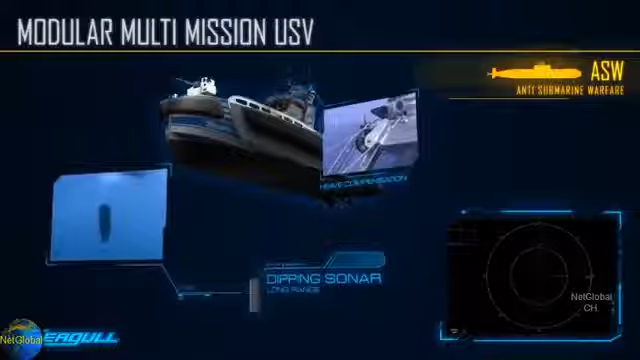 MODULAR MULTI MISSION USV
ASW
ANTI SUBMARINE WARFARE
HEAVE COMPENSATION
DIPPING SONAR
LONG RANGE
NetGlobal
CH.
NetGlobal
SEAGULL